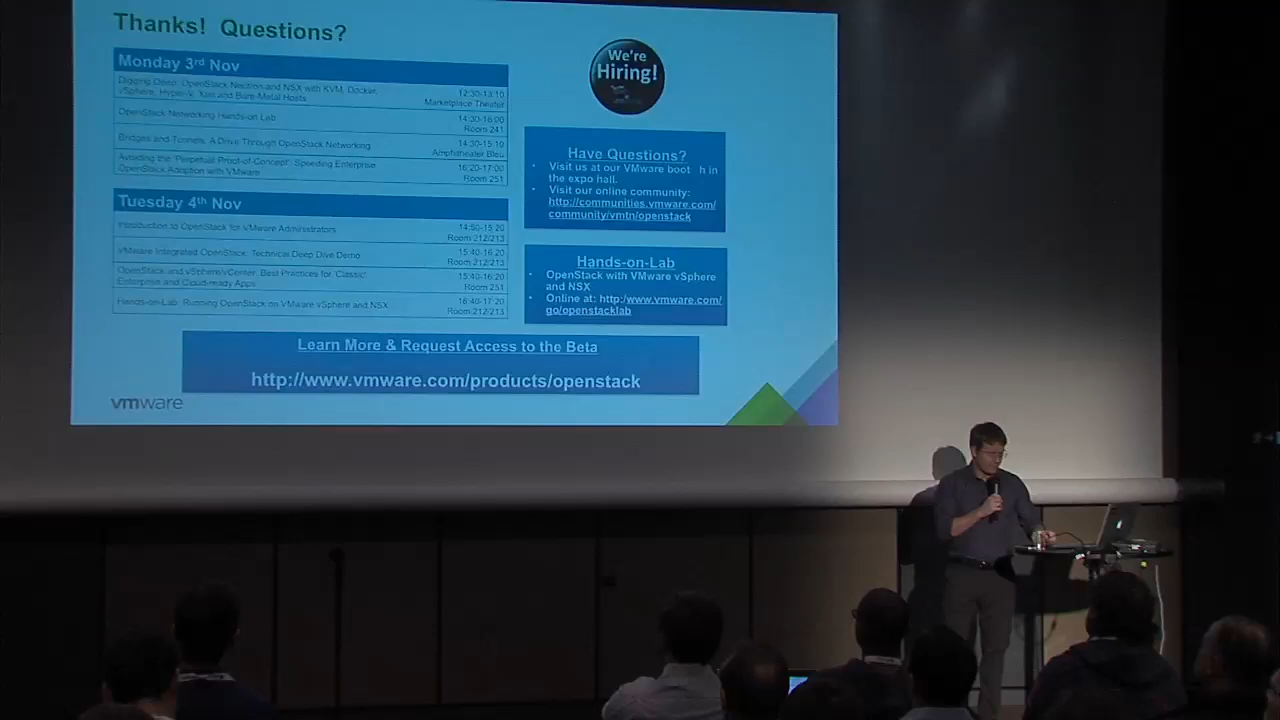 Thanks! Questions?
Monday 3rd Nov
Digging Deep: OpenStack Neutron and NSX with KVM, Docker,
vSphere, Hyper-V, Xen and Bare-Metal Hosts
12:30-13:10
Marketplace Theater
OpenStack Networking Hands-on Lab
14:30-16:00
Room 241
Bridges and Tunnels: A Drive Through OpenStack Networking
14:30-15:10
Amphiteater Bleu
Avoiding the 'Perpetual Proof-of-Concept': Speeding Enterprise
OpenStack Adoption with VMware
16:20-17:00
Room 251
Tuesday 4th Nov
Introduction to OpenStack for VMware Administrators
14:50-15:20
Room 212/213
VMware Integrated OpenStack: Technical Deep Dive Demo
15:40-16:20
Room 212/213
OpenStack and vSphere/vCenter: Best Practices for 'Classic'
Enterprise and Cloud-ready Apps
15:40-16:20
Room 251
Hands-on-Lab: Running OpenStack on VMware vSphere and NSX
16:40-17:20
Room 212/213
We're
Hiring!
Have Questions?
• Visit us at our VMware boot h in
the expo hall.
• Visit our online community:
http://communities.vmware.com/
community/vmtn/openstack
Hands-on-Lab
• OpenStack with VMware vSphere
and NSX
• Online at: http:/www.vmware.com/
go/openstacklab
Learn More & Request Access to the Beta
http://www.vmware.com/products/openstack
vmware